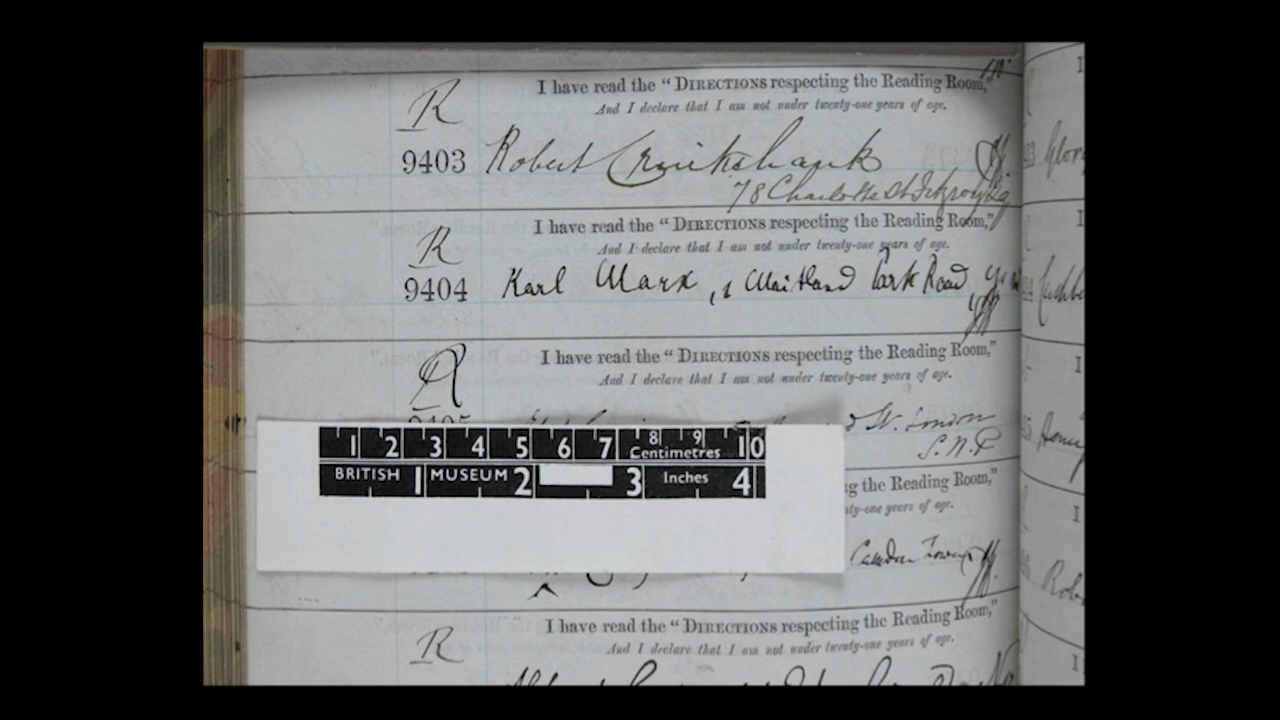 I have read the “DIRECTIONS respecting the Reading Room,”
And I declare that I am not under twenty-one years of age.
R
9403 Robert Cruikshank
78 Charlotte St Fitzroy Sq
I have read the “DIRECTIONS respecting the Reading Room,”
And I declare that I am not under twenty-one years of age.
R
9404 Karl Marx, 1 Maitland Park Road
I have read the “DIRECTIONS respecting the Reading Room,”
And I declare that I am not under twenty-one years of age.
R
St. London
1 2 3 4 5 6 7 8 9 10
Centimetres
BRITISH 1 MUSEUM 2 3 Inches 4
the Reading Room,”
years of age.
Camden Town
I have read the “DIRECTIONS respecting the Reading Room,”
And I declare that I am not under twenty-one years of age.
R